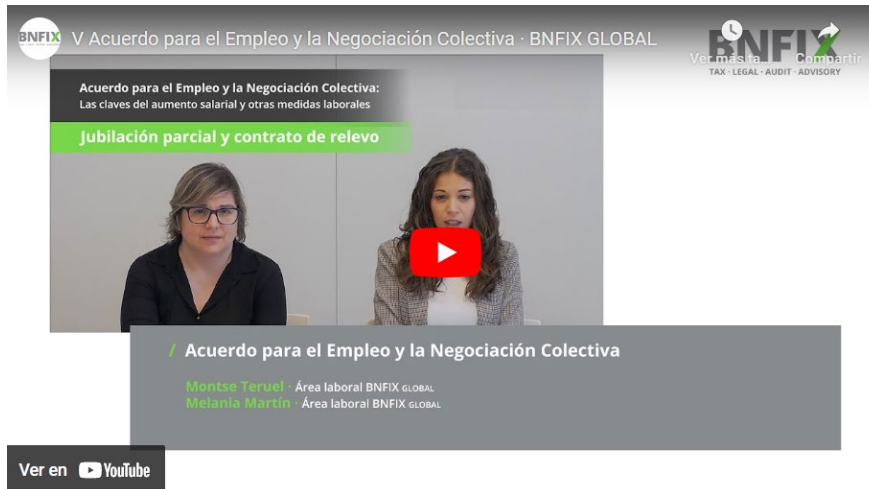 BNFIX V Acuerdo para el Empleo y la Negociación Colectiva · BNFIX GLOBAL
BNFIX
TAX · LEGAL · AUDIT · ADVISORY
Ver más ta... Compartir
Acuerdo para el Empleo y la Negociación Colectiva:
Las claves del aumento salarial y otras medidas laborales
Jubilación parcial y contrato de relevo
/ Acuerdo para el Empleo y la Negociación Colectiva
Montse Teruel · Área laboral BNFIX GLOBAL
Melania Martín · Área laboral BNFIX GLOBAL
Ver en YouTube